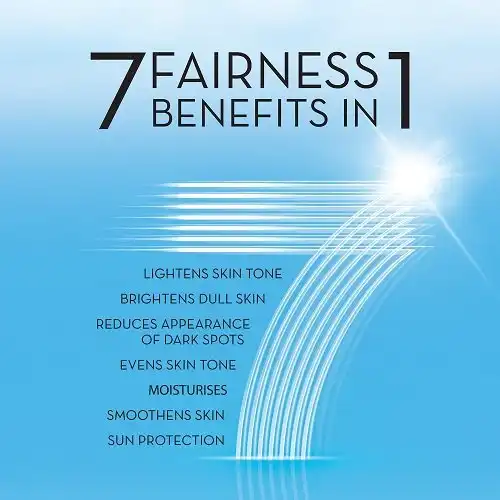 7 FAIRNESS
BENEFITS IN 1
LIGHTENS SKIN TONE
BRIGHTENS DULL SKIN
REDUCES APPEARANCE
OF DARK SPOTS
EVENS SKIN TONE
MOISTURISES
SMOOTHENS SKIN
SUN PROTECTION